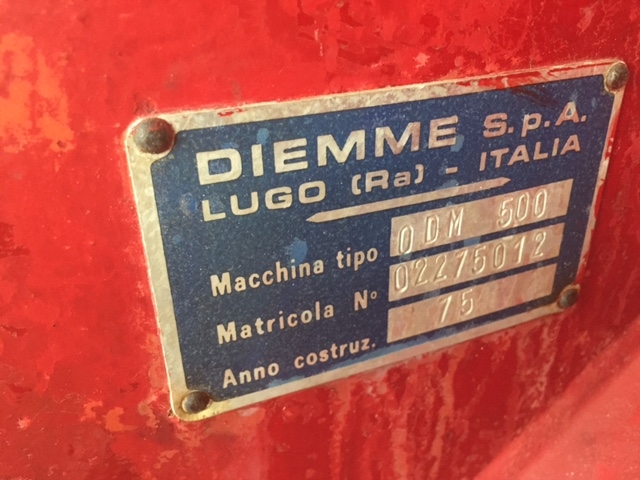 DIEMME S.p.A.
LUGO (Ra) - ITALIA
Macchina tipo ODM 500
Matricola N° 02275012
Anno costruz. 75